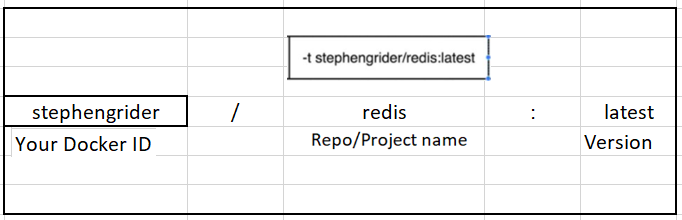 -t stephengrider/redis:latest
stephengrider / redis : latest
Your Docker ID Repo/Project name Version